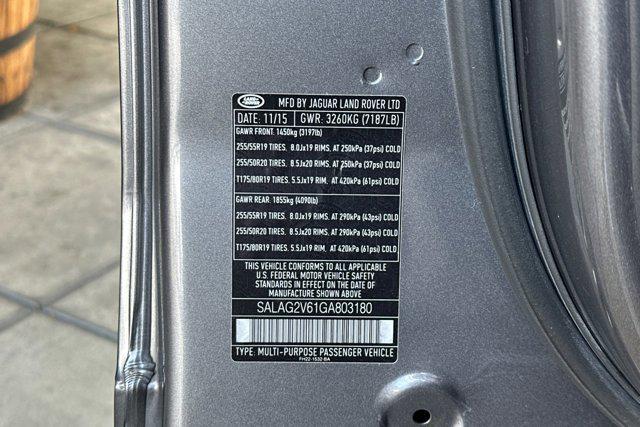 LAND ROVER
MFD BY JAGUAR LAND ROVER LTD
DATE: 11/15 GWR: 3260KG (7187LB)
GAWR FRONT. 1450kg (3197lb)
255/55R19 TIRES. 8.0Jx19 RIMS. AT 250kPa (37psi) COLD
255/50R20 TIRES. 8.5Jx20 RIMS. AT 250kPa (37psi) COLD
T175/80R19 TIRES. 5.5Jx19 RIM. AT 420kPa (61psi) COLD
GAWR REAR. 1855kg (4090lb)
255/55R19 TIRES. 8.0Jx19 RIMS. AT 290kPa (43psi) COLD
255/50R20 TIRES. 8.5Jx20 RIMS. AT 290kPa (43psi) COLD
T175/80R19 TIRES. 5.5Jx19 RIM. AT 420kPa (61psi) COLD
THIS VEHICLE CONFORMS TO ALL APPLICABLE
U.S. FEDERAL MOTOR VEHICLE SAFETY
STANDARDS IN EFFECT ON THE DATE OF
MANUFACTURE SHOWN ABOVE.
SALAG2V61GA803180
TYPE: MULTI-PURPOSE PASSENGER VEHICLE
FH22-1532-BA